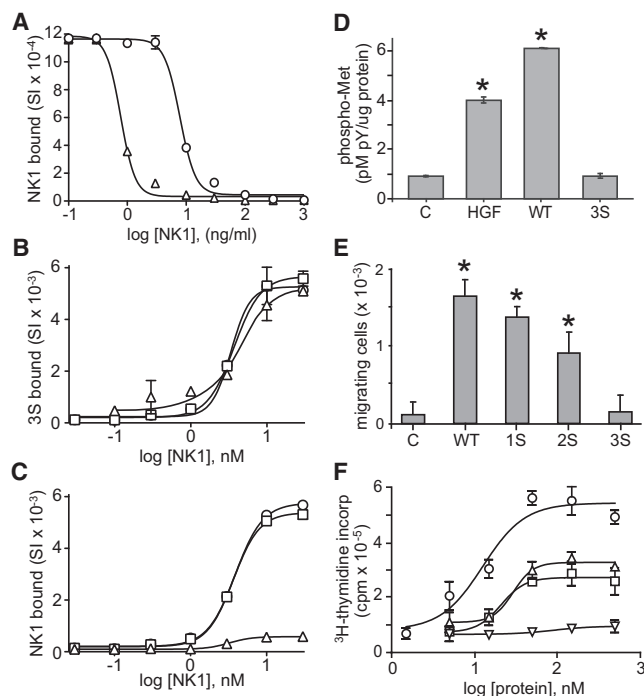 A
NK1 bound (SI x 10⁻⁴)
12
10
8
6
4
2
0
-1 0 1 2 3
log [NK1], (ng/ml)
B
3S bound (SI x 10⁻³)
6
4
2
0
-1 0 1
log [NK1], nM
C
NK1 bound (SI x 10⁻³)
6
4
2
0
-1 0 1
log [NK1], nM
D
phospho-Met
(pM pY/ug protein)
6
4
2
0
* *
C HGF WT 3S
E
migrating cells (x 10⁻³)
2
1
0
* * *
C WT 1S 2S 3S
F
³H-thymidine incorp
(cpm x 10⁻⁵)
6
4
2
0
0 1 2 3
log [protein], nM